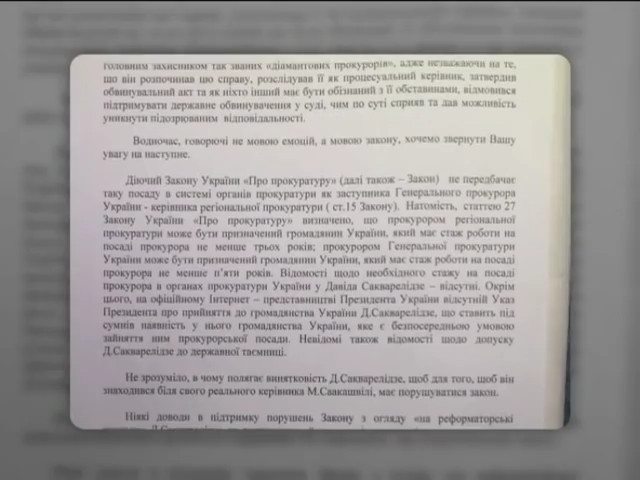 головним захисником так званих «діамантових прокурорів», адже незважаючи на те,
що він розпочинав цю справу, розслідував її як процесуальний керівник, затвердив
обвинувальний акт та як ніхто інший має бути обізнаний з її обставинами, відмовився
підтримувати державне обвинувачення у суді, чим по суті сприяв та дав можливість
уникнути підозрюваним відповідальності.
Водночас, говорючі не мовою емоцій, а мовою закону, хочемо звернути Вашу
увагу на наступне.
Діючий Закону України «Про прокуратуру» (далі також – Закон) не передбачає
таку посаду в системі органів прокуратури як заступника Генерального прокурора
України - керівника регіональної прокуратури ( ст.15 Закону). Натомість, статтею 27
Закону України «Про прокуратуру» визначено, що прокурором регіональної
прокуратури може бути призначений громадянин України, який має стаж роботи на
посаді прокурора не менше трьох років; прокурором Генеральної прокуратури
України може бути призначений громадянин України, який має стаж роботи на посаді
прокурора не менше п'яти років. Відомості щодо необхідного стажу на посаді
прокурора в органах прокуратури України у Давіда Сакварелідзе – відсутні. Окрім
цього, на офіційному Інтернет – представництві Президента України відсутній Указ
Президента про прийняття до громадянства України Д.Сакварелідзе, що ставить під
сумнів наявність у нього громадянства України, яке є безпосередньою умовою
зайняття ним прокурорської посади. Невідомі також відомості щодо допуску
Д.Сакварелідзе до державної таємниці.
Не зрозуміло, в чому полягає винятковість Д.Сакварелідзе, щоб для того, щоб він
знаходився біля свого реального керівника М.Саакашвілі, має порушуватися закон.
Ніякі доводи в підтримку порушень Закону з огляду «на реформаторські